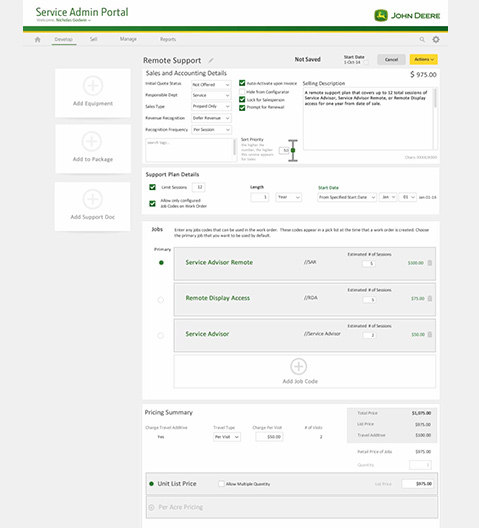 Service Admin Portal
Welcome, Nicholas Godwin
JOHN DEERE
Develop Sell Manage Reports
Remote Support
Not Saved
Start Date
1-Oct-14
Cancel
Actions
Sales and Accounting Details
$ 975.00
Initial Quote Status Not Offered
Responsible Dept Service
Sales Type Prepaid Only
Revenue Recognition Defer Revenue
Recognition Frequency Per Session
Auto-Activate upon Invoice
Hide from Configurator
Lock for Salesperson
Prompt for Renewal
Selling Description
A remote support plan that covers up to 12 total sessions of
Service Advisor, Service Advisor Remote, or Remote Display
access for one year from date of sale.
search tags...
Sort Priority
the higher the
number, the higher
50
Add Equipment
Add to Package
Add Support Doc
Support Plan Details
Limit Sessions 12
Allow only configured
Job Codes on Work Order
Length
1 Year
Start Date
From Specified Start Date Jan 01 Jan-01-15
Jobs
Enter any jobs codes that can be used in the work order. These codes appear in pick list at the time that a work order is created. Choose
the primary job that you want to be used by default.
Primary
Service Advisor Remote
//SAR
Estimated # of Sessions
5
$100.00
Remote Display Access
//RDA
Estimated # of Sessions
5
$75.00
Service Advisor
//Service Advisor
Estimated # of Sessions
2
$50.00
Add Job Code
Pricing Summary
Charge Travel Additive
Yes
Travel Type
Per Visit
Charge Per Visit
$50.00
# of Visits
2
Total Price $1,075.00
List Price $975.00
Travel Additive $100.00
Retail Price of Jobs $975.00
Quantity
Unit List Price
Allow Multiple Quantity
List Price $975.00
Per Acre Pricing